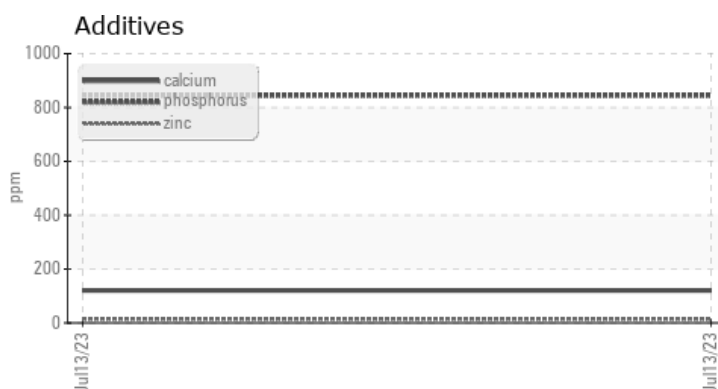 Additives
1000
800
600
400
200
0
ppm
calcium
phosphorus
zinc
Jul13/23
Jul13/23